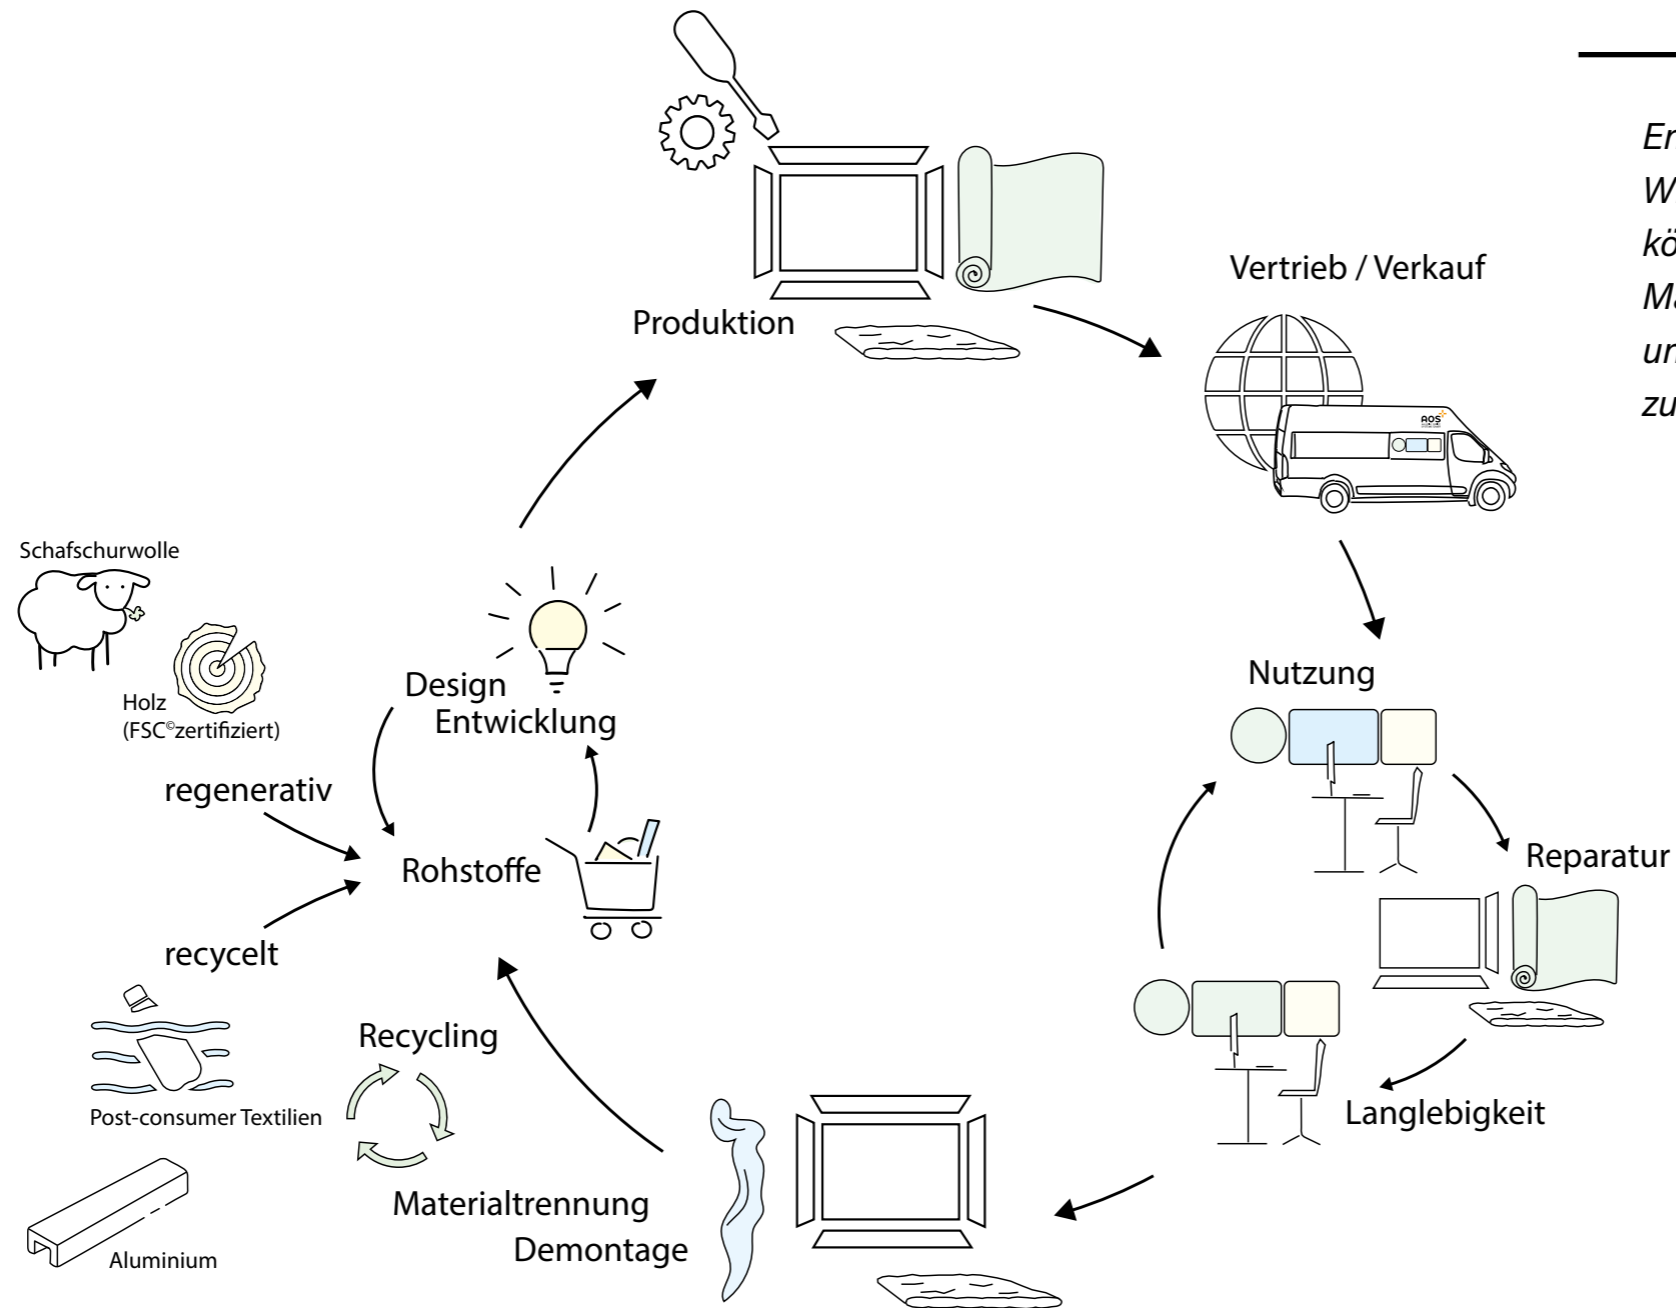 Produktion
Vertrieb / Verkauf
AOS
Schafschurwolle
Holz
(FSC©zertifiziert)
Design
Entwicklung
regenerativ
Rohstoffe
recycelt
Nutzung
Reparatur
Langlebigkeit
Recycling
Post-consumer Textilien
Materialtrennung
Demontage
Aluminium